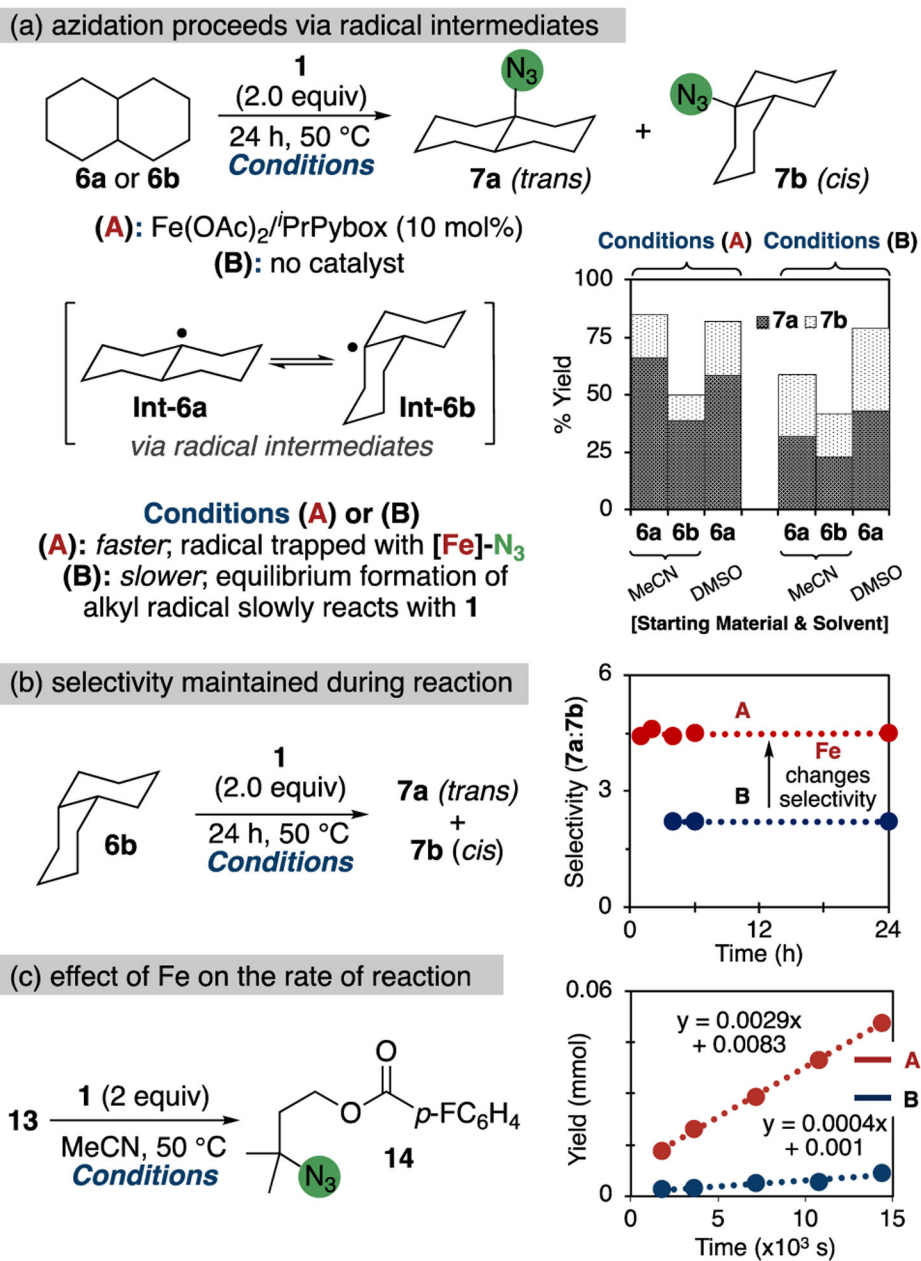 (a) azidation proceeds via radical intermediates
6a or 6b
1
(2.0 equiv)
24 h, 50 °C
Conditions
N3
7a (trans)
+
N3
7b (cis)
(A): Fe(OAc)2/iPrPybox (10 mol%)
(B): no catalyst
Int-6a
Int-6b
via radical intermediates
Conditions (A) or (B)
(A): faster; radical trapped with [Fe]-N3
(B): slower; equilibrium formation of
alkyl radical slowly reacts with 1
Conditions (A) Conditions (B)
% Yield
100
75
50
25
0
7a 7b
6a 6b 6a 6a 6b 6a
MeCN DMSO MeCN DMSO
[Starting Material & Solvent]
(b) selectivity maintained during reaction
6b
1
(2.0 equiv)
24 h, 50 °C
Conditions
7a (trans)
+
7b (cis)
Selectivity (7a:7b)
6
3
0
A
Fe
changes
selectivity
B
0 12 24
Time (h)
(c) effect of Fe on the rate of reaction
13
1 (2 equiv)
MeCN, 50 °C
Conditions
O
O
p-FC6H4
N3
14
Yield (mmol)
0.06
0
y = 0.0029x
+ 0.0083
A
B
y = 0.0004x
+ 0.001
0 5 10 15
Time (x10³ s)